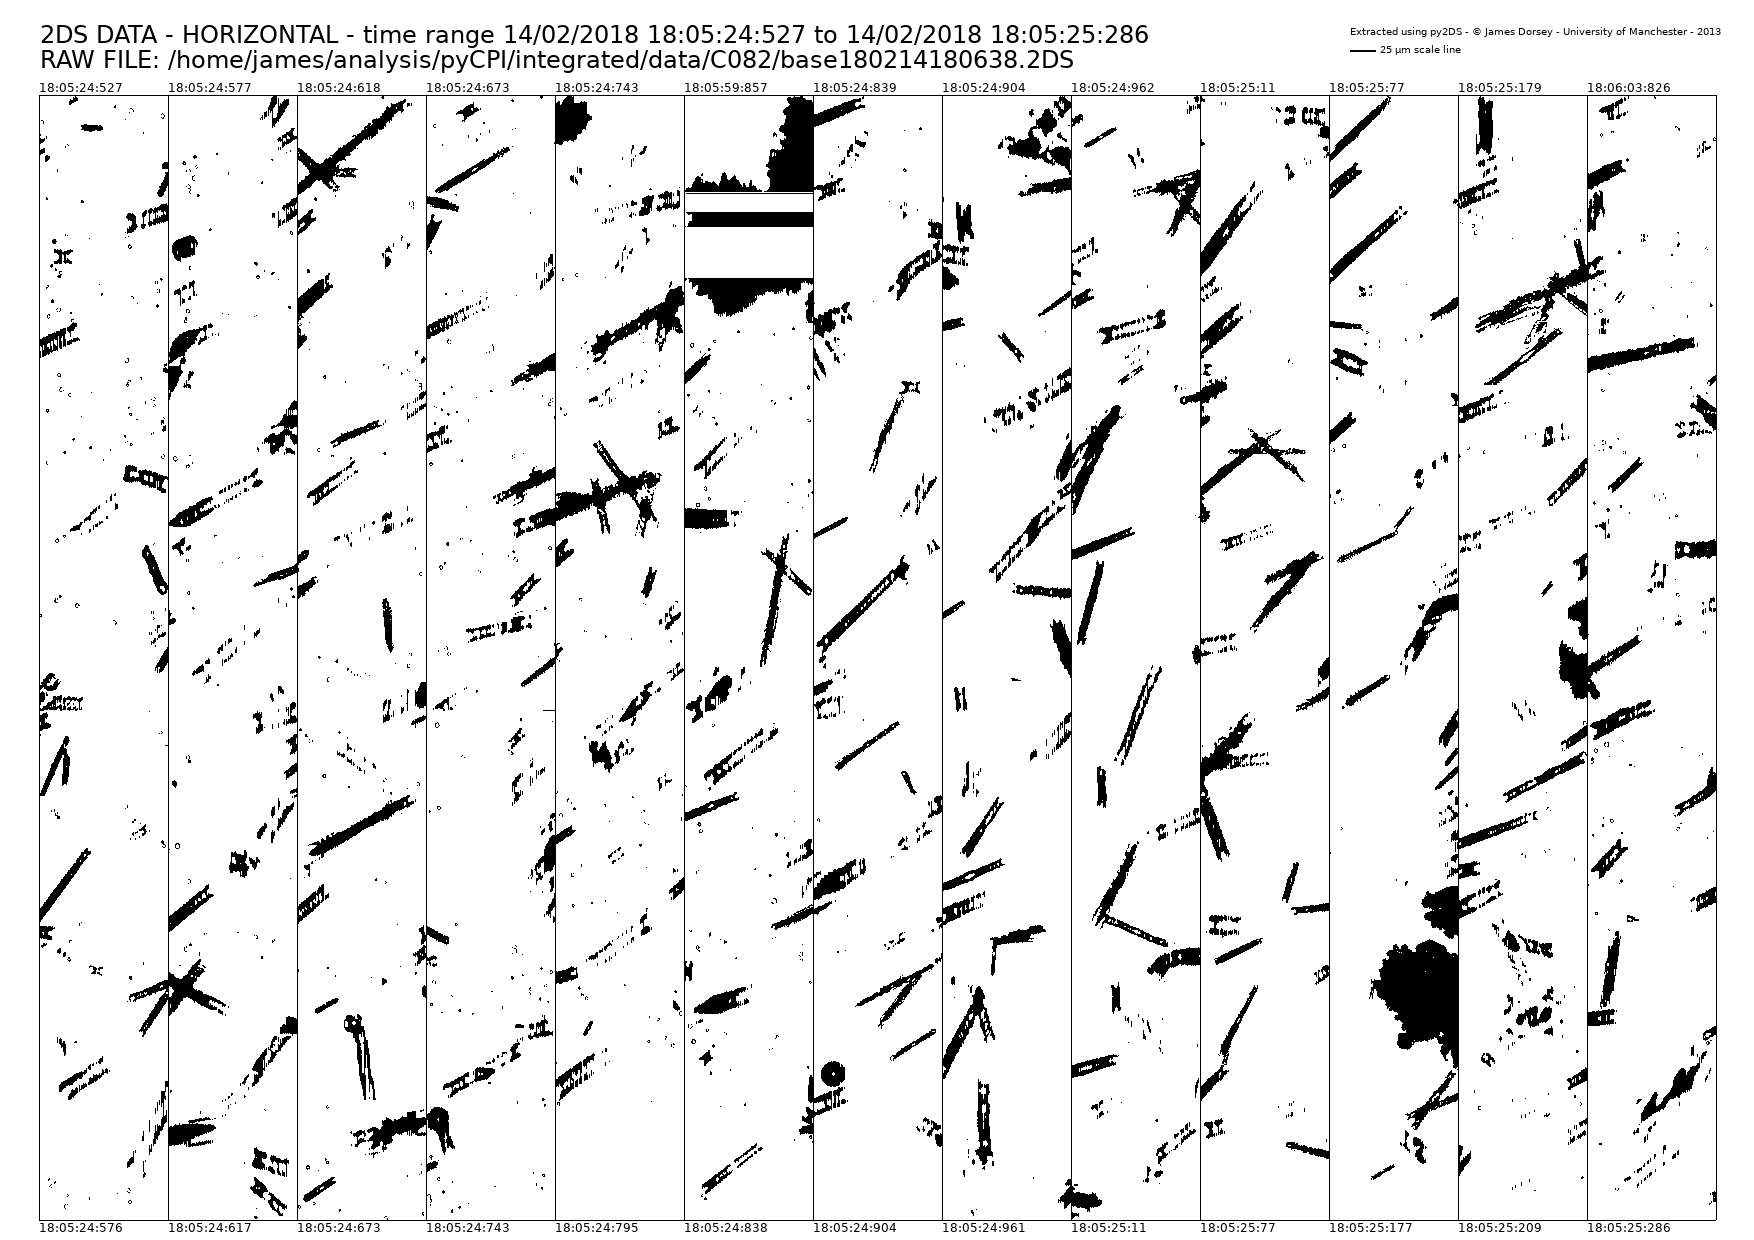 2DS DATA - HORIZONTAL - time range 14/02/2018 18:05:24:527 to 14/02/2018 18:05:25:286
RAW FILE: /home/james/analysis/pyCPI/integrated/data/C082/base180214180638.2DS
Extracted using py2DS - © James Dorsey - University of Manchester - 2013
25 µm scale line
18:05:24:527 18:05:24:577 18:05:24:618 18:05:24:673 18:05:24:743 18:05:59:857 18:05:24:839 18:05:24:904 18:05:24:962 18:05:25:11 18:05:25:77 18:05:25:179 18:06:03:826
18:05:24:576 18:05:24:617 18:05:24:673 18:05:24:743 18:05:24:795 18:05:24:838 18:05:24:904 18:05:24:961 18:05:25:11 18:05:25:77 18:05:25:177 18:05:25:209 18:05:25:286